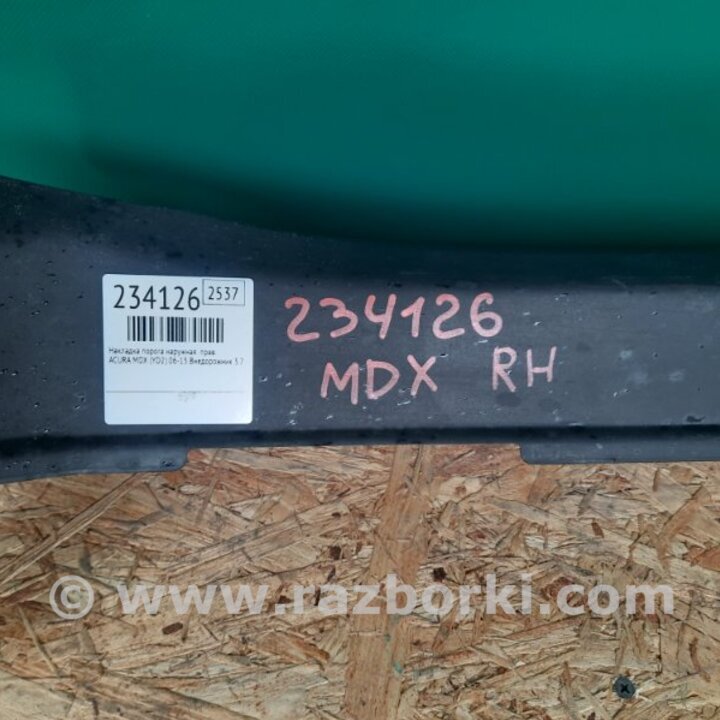 234126 2537
Накладка порога наружная прав
ACURA MDX (YD2) 06-13 Внедорожник 3.7
234126
MDX RH
© www.razborki.com